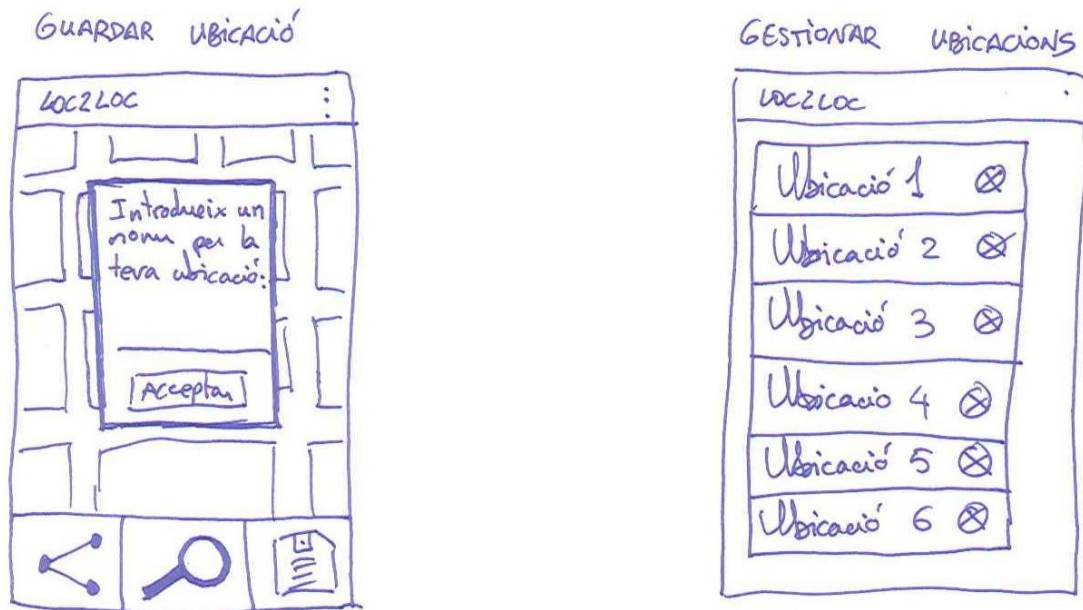 GUARDAR UBICACIÓ
LOC2LOC
Introdueix un
nom per la
teva ubicació:
Acceptar
GESTIONAR UBICACIONS
LOC2LOC
Ubicació 1
Ubicació 2
Ubicació 3
Ubicacio 4
Ubicació 5
Ubicació 6